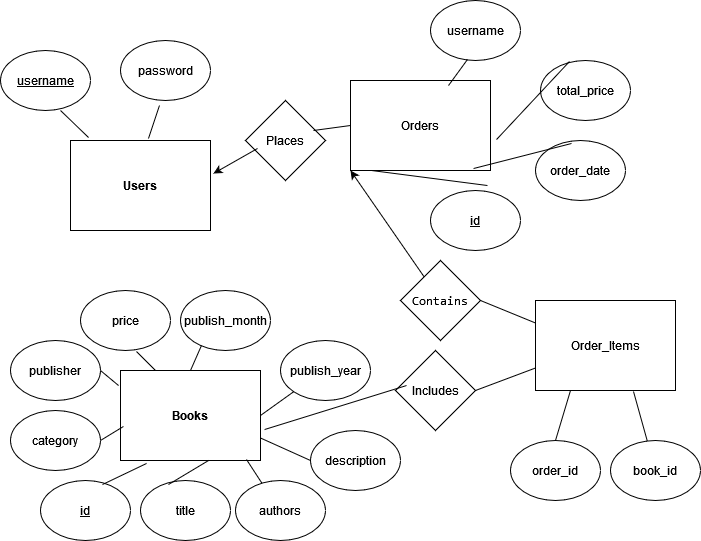 username
username
password
total_price
Orders
Places
order_date
Users
id
Contains
price
publish_month
Order_Items
publisher
publish_year
Includes
Books
category
description
order_id
book_id
id
title
authors